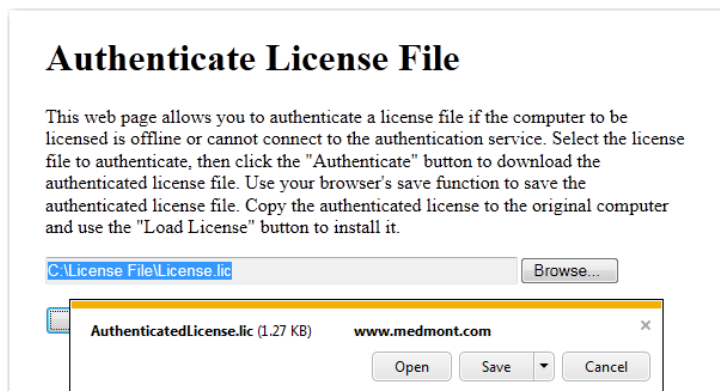 Authenticate License File
This web page allows you to authenticate a license file if the computer to be
licensed is offline or cannot connect to the authentication service. Select the license
file to authenticate, then click the "Authenticate" button to download the
authenticated license file. Use your browser's save function to save the
authenticated license file. Copy the authenticated license to the original computer
and use the "Load License" button to install it.
C:\License File\License.lic Browse...
AuthenticatedLicense.lic (1.27 KB) www.medmont.com ×
Open Save Cancel